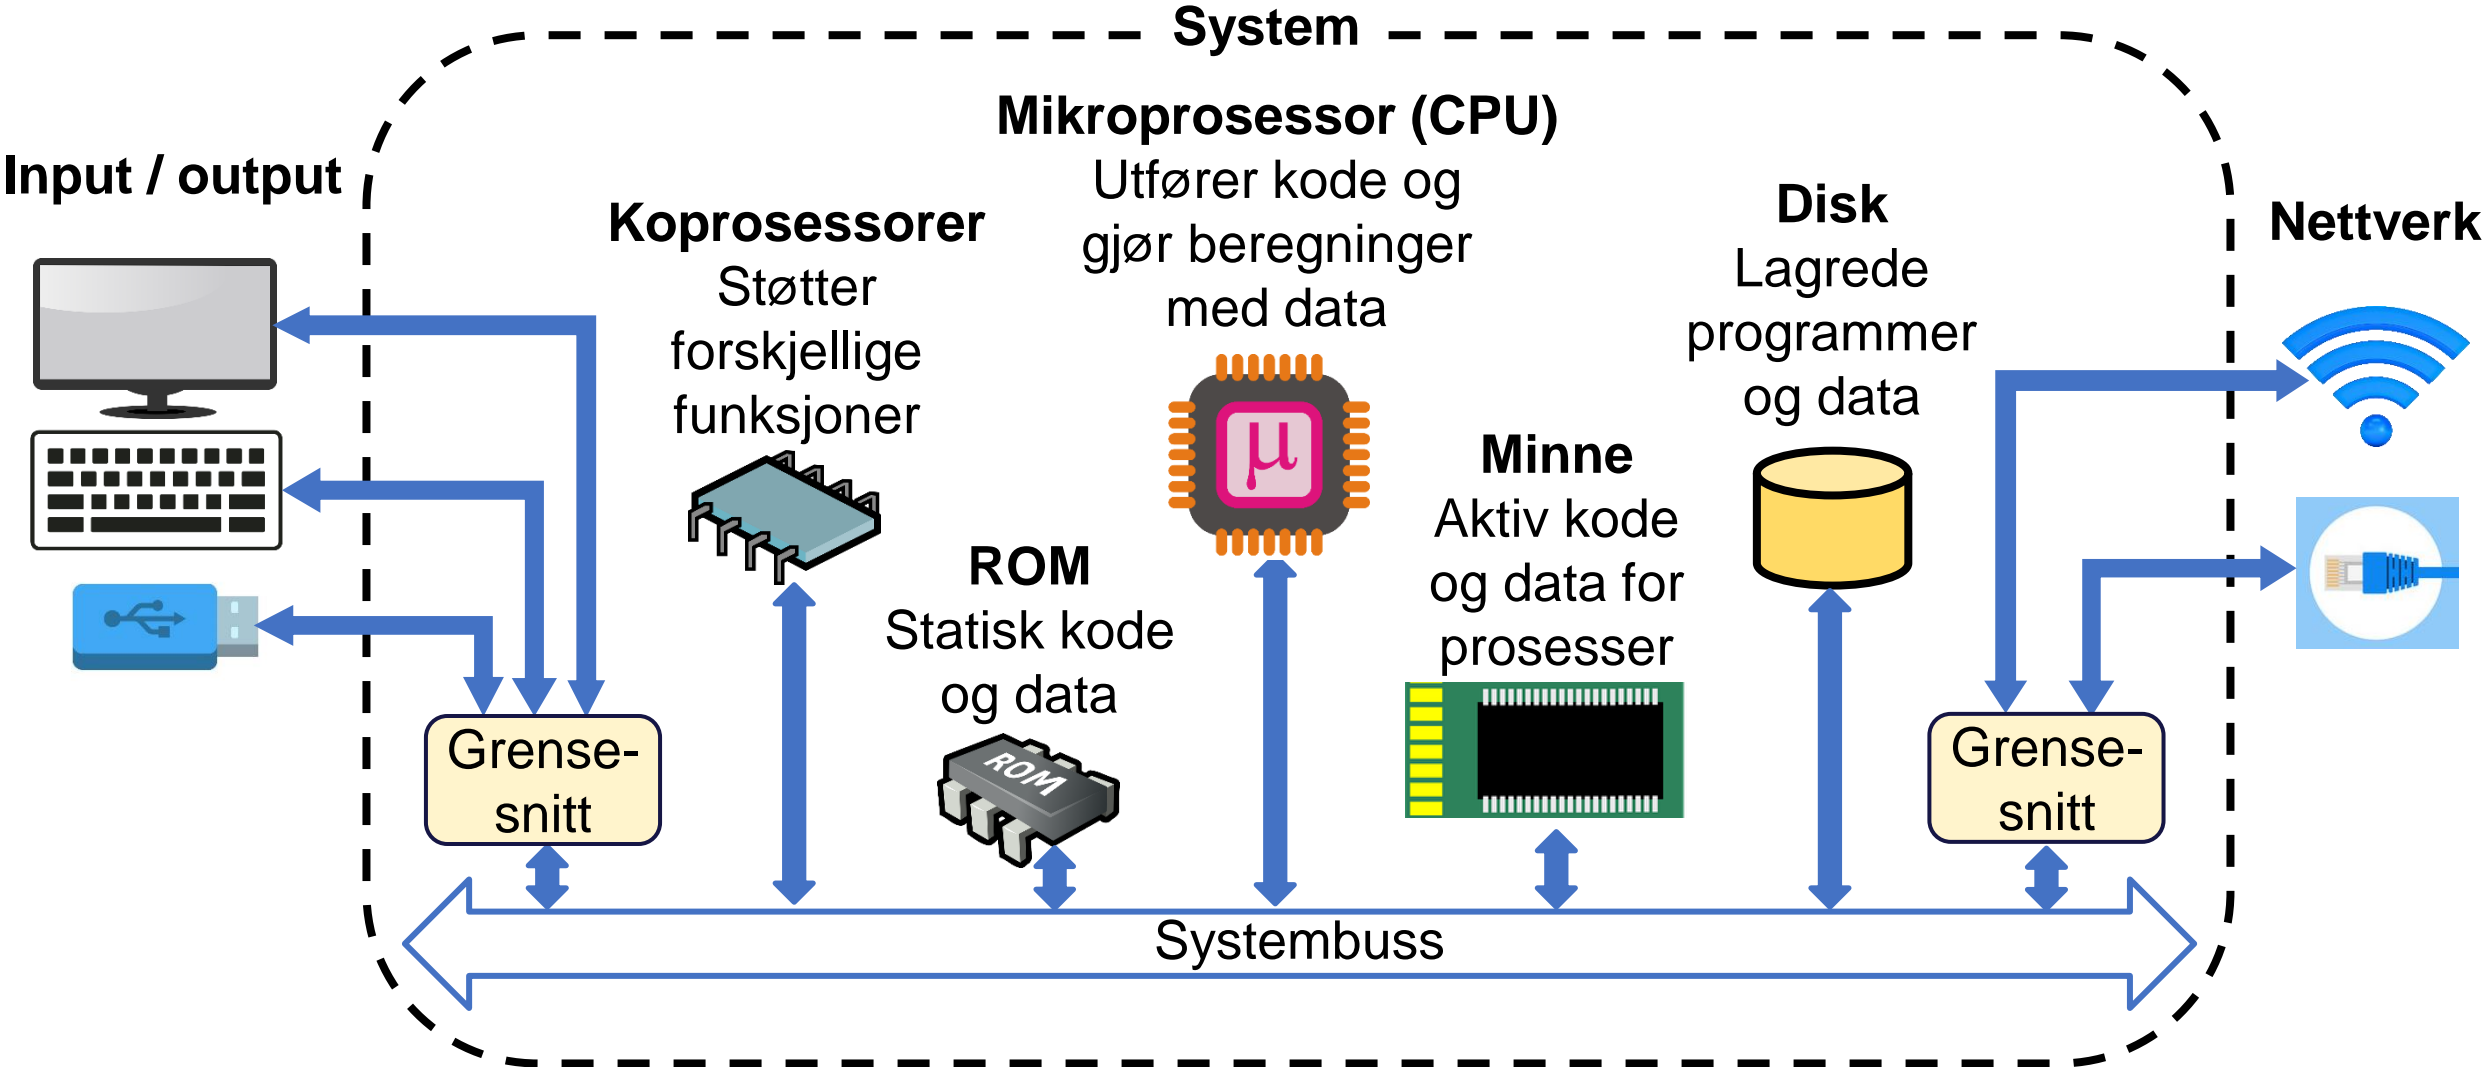 System
Input / output
Koprosessorer
Støtter
forskjellige
funksjoner
Mikroprosessor (CPU)
Utfører kode og
gjør beregninger
med data
μ
ROM
Statisk kode
og data
ROM
Minne
Aktiv kode
og data for
prosesser
Disk
Lagrede
programmer
og data
Nettverk
Grense-
snitt
Grense-
snitt
Systembuss